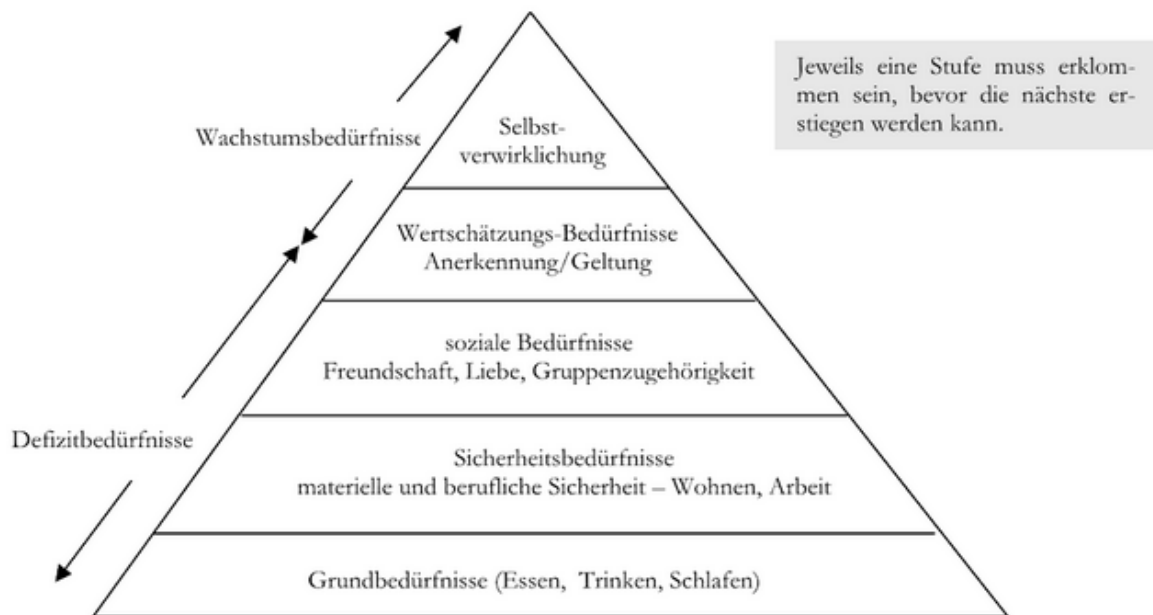 Jeweils eine Stufe muss erklom-
men sein, bevor die nächste er-
stiegen werden kann.
Wachstumsbedürfnisse
Selbst-
verwirklichung
Wertschätzungs-Bedürfnisse
Anerkennung/Geltung
soziale Bedürfnisse
Freundschaft, Liebe, Gruppenzugehörigkeit
Defizitbedürfnisse
Sicherheitsbedürfnisse
materielle und berufliche Sicherheit – Wohnen, Arbeit
Grundbedürfnisse (Essen, Trinken, Schlafen)